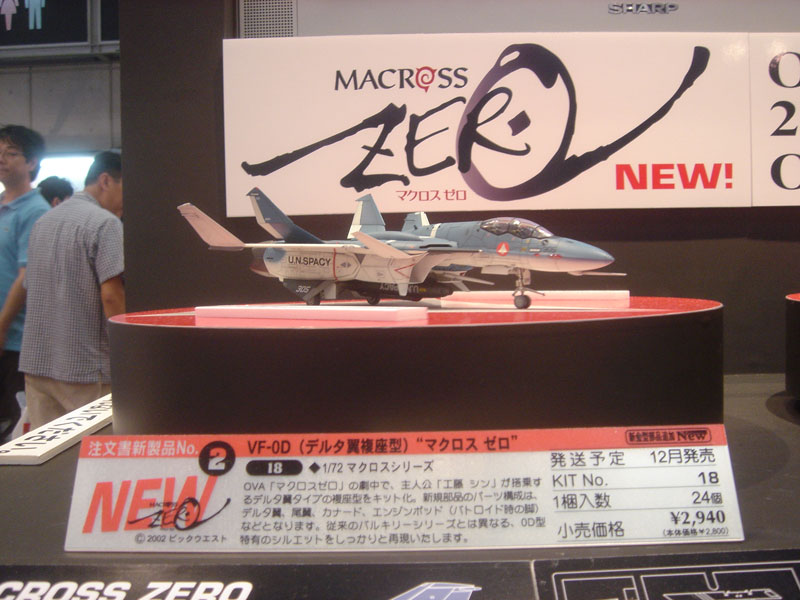 SHARP
MACROSS
ZERO
マクロス ゼロ
NEW!
O
2
O
U.N.SPACY
305
注文書新製品No. 2
VF-0D（デルタ翼複座型）“マクロス ゼロ”
新金型部品追加 New
18 ◆1/72 マクロスシリーズ
NEW
MACROSS
ZERO
©2002 ビックウエスト
OVA「マクロスゼロ」の劇中で、主人公「工藤 シン」が搭乗す
るデルタ翼タイプの複座型をキット化。新規部品のパーツ構成は、
デルタ翼、尾翼、カナード、エンジンポッド（バトロイド時の脚）
などとなります。従来のバルキリーシリーズとは異なる、0D型
特有のシルエットをしっかりと再現いたします。
発送予定 12月発売
KIT No. 18
1梱入数 24個
小売価格 ¥2,940
（本体価格¥2,800）
CROSS ZERO